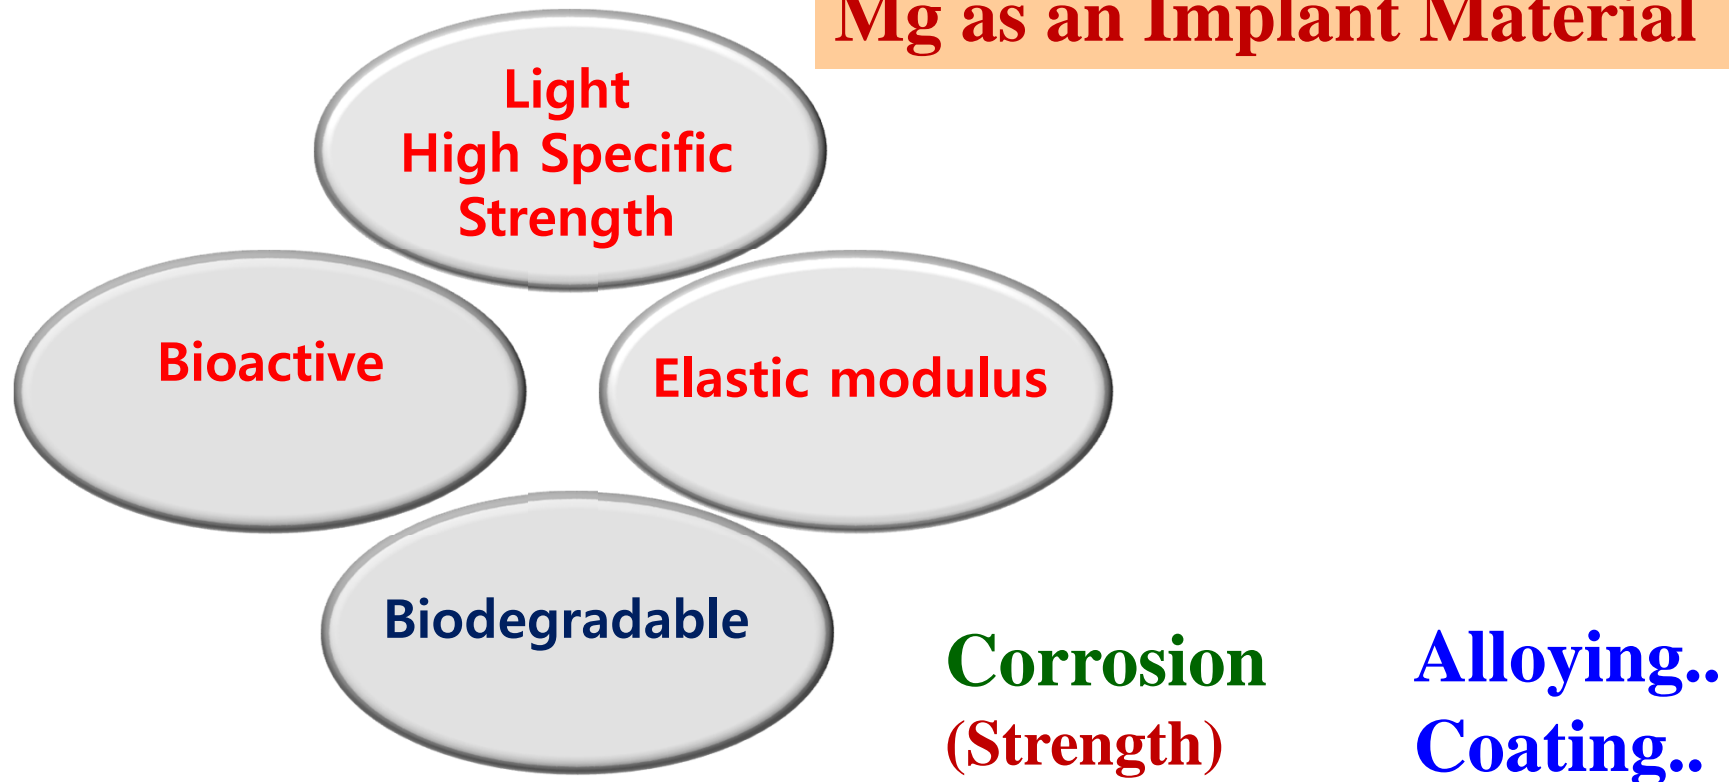 Mg as an Implant Material
Light
High Specific
Strength
Bioactive
Elastic modulus
Biodegradable
Corrosion
(Strength)
Alloying..
Coating..